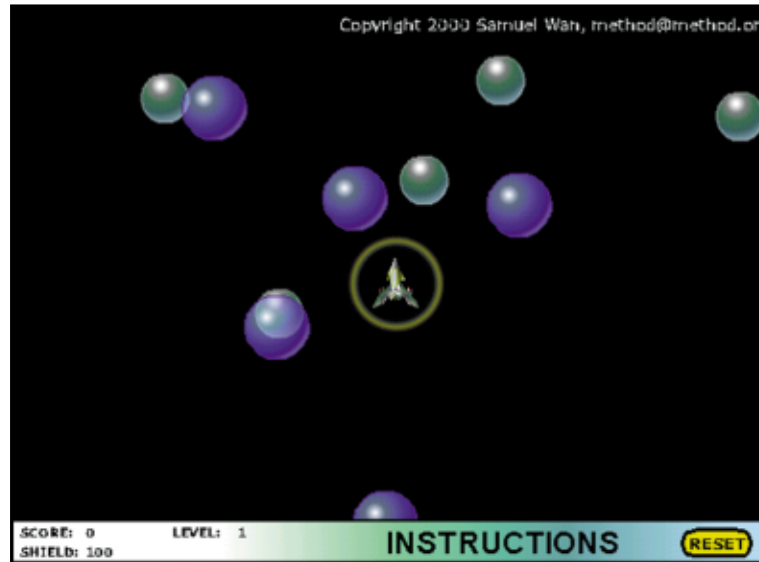 Copyright 2000 Samuel Wan, method@method.or
SCORE: 0 LEVEL: 1
SHIELD: 100
INSTRUCTIONS
RESET